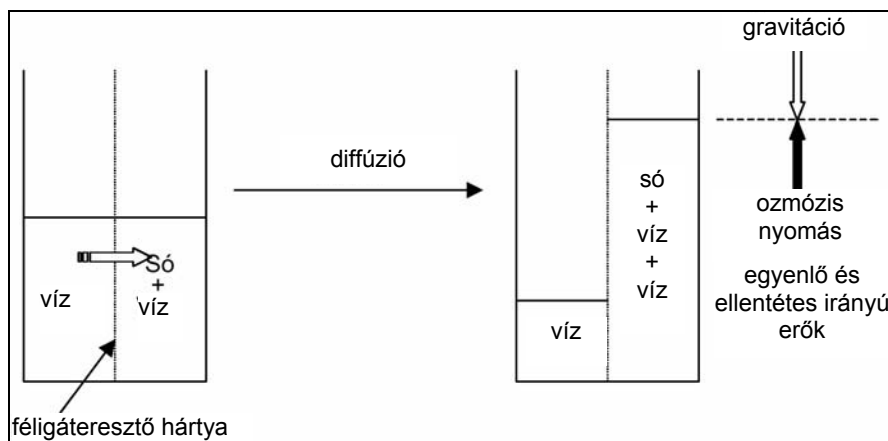 gravitáció
diffúzió
só
+
víz
+
víz
ozmózis
nyomás
egyenlő és
ellentétes irányú
erők
víz
Só
+
víz
víz
féligáteresztő hártya